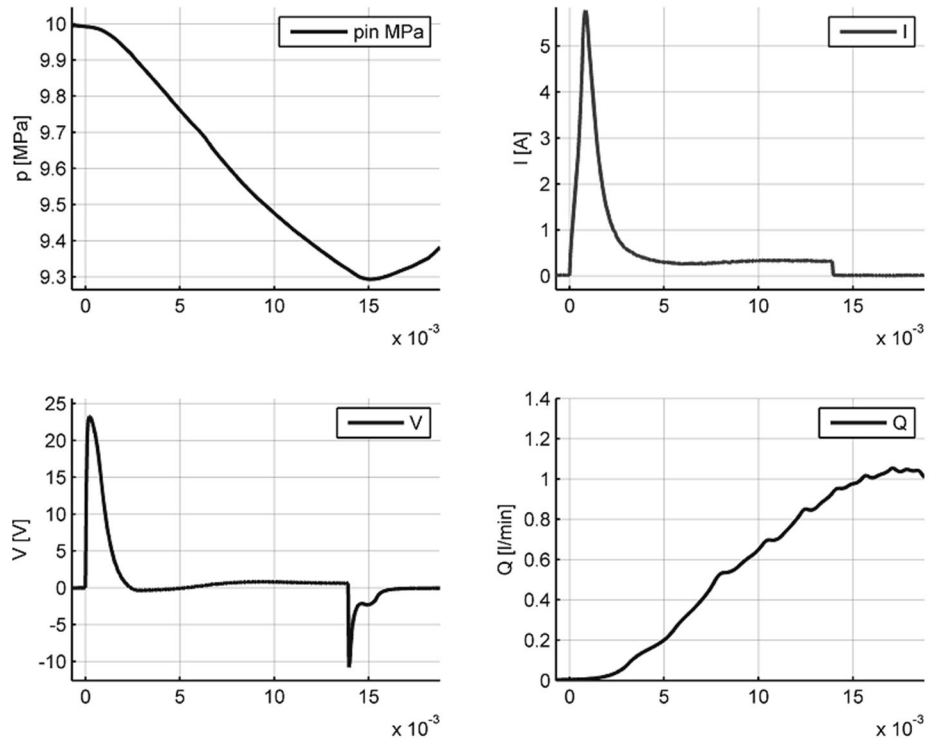 pin MPa
p [MPa]
10
9.9
9.8
9.7
9.6
9.5
9.4
9.3
0 5 10 15
x 10-3
I
I [A]
5
4
3
2
1
0
0 5 10 15
x 10-3
V
V [V]
25
20
15
10
5
0
-5
-10
0 5 10 15
x 10-3
Q
Q [l/min]
1.4
1.2
1
0.8
0.6
0.4
0.2
0
0 5 10 15
x 10-3